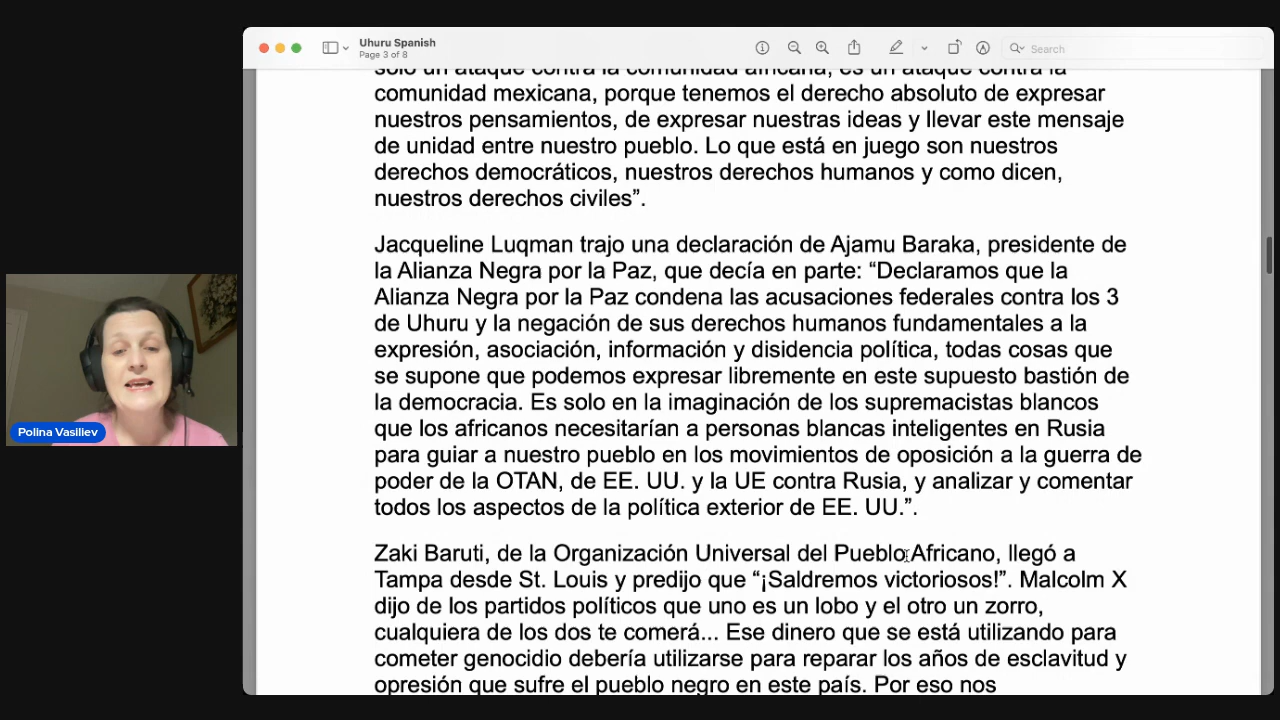 Uhuru Spanish
Page 3 of 8
Search
solo un ataque contra la comunidad africana, es un ataque contra la
comunidad mexicana, porque tenemos el derecho absoluto de expresar
nuestros pensamientos, de expresar nuestras ideas y llevar este mensaje
de unidad entre nuestro pueblo. Lo que está en juego son nuestros
derechos democráticos, nuestros derechos humanos y como dicen,
nuestros derechos civiles”.
Jacqueline Luqman trajo una declaración de Ajamu Baraka, presidente de
la Alianza Negra por la Paz, que decía en parte: “Declaramos que la
Alianza Negra por la Paz condena las acusaciones federales contra los 3
de Uhuru y la negación de sus derechos humanos fundamentales a la
expresión, asociación, información y disidencia política, todas cosas que
se supone que podemos expresar libremente en este supuesto bastión de
la democracia. Es solo en la imaginación de los supremacistas blancos
que los africanos necesitarían a personas blancas inteligentes en Rusia
para guiar a nuestro pueblo en los movimientos de oposición a la guerra de
poder de la OTAN, de EE. UU. y la UE contra Rusia, y analizar y comentar
todos los aspectos de la política exterior de EE. UU.”.
Zaki Baruti, de la Organización Universal del Pueblo Africano, llegó a
Tampa desde St. Louis y predijo que “¡Saldremos victoriosos!”. Malcolm X
dijo de los partidos políticos que uno es un lobo y el otro un zorro,
cualquiera de los dos te comerá... Ese dinero que se está utilizando para
cometer genocidio debería utilizarse para reparar los años de esclavitud y
opresión que sufre el pueblo negro en este país. Por eso nos
Polina Vasiliev